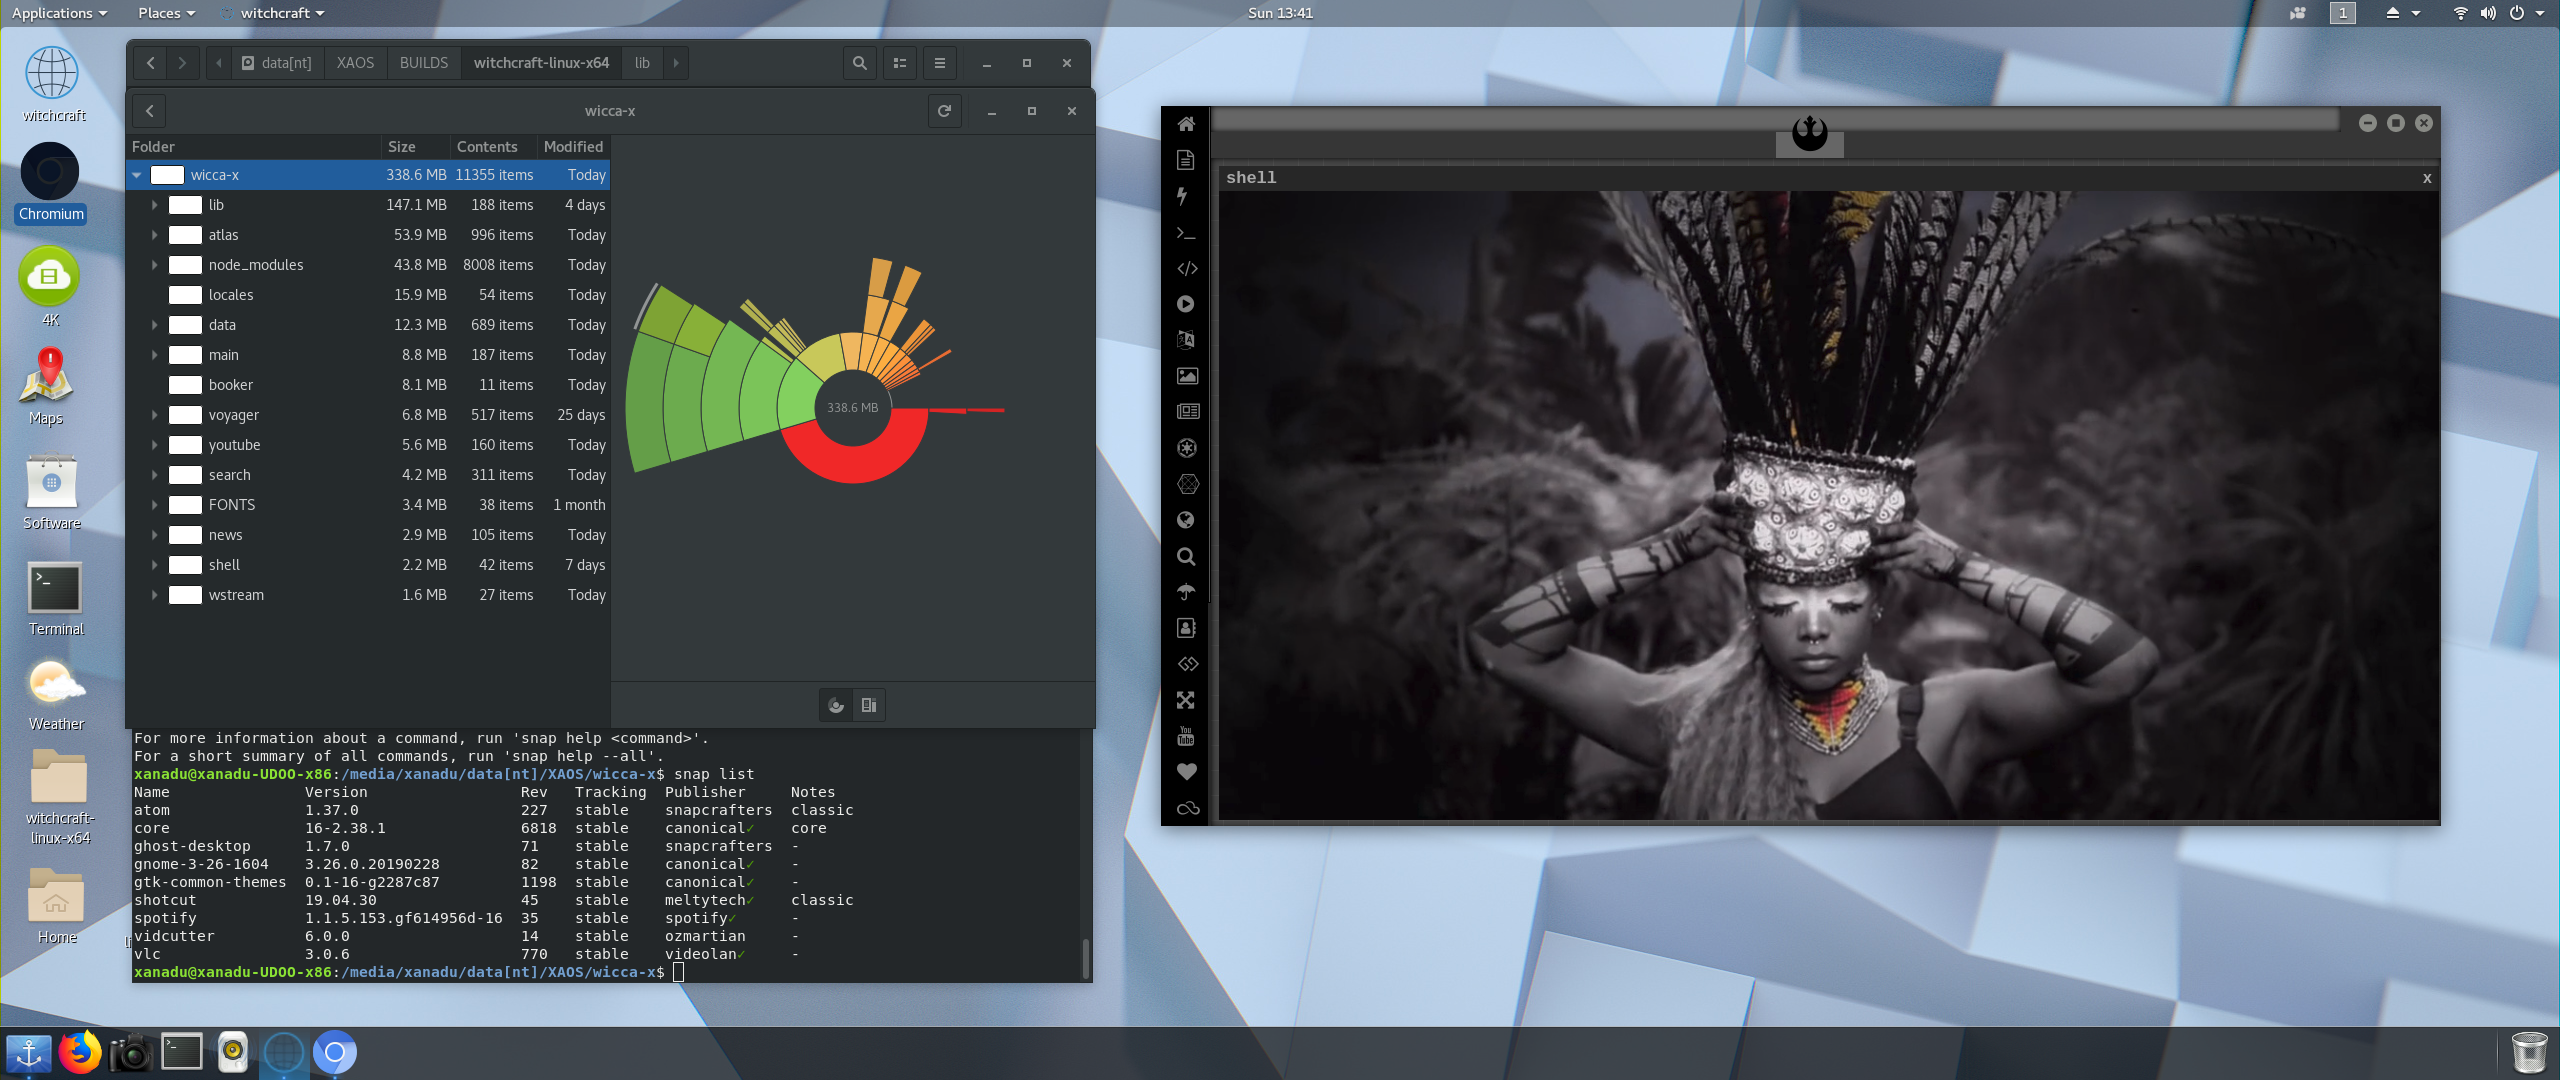 Applications Places witchcraft Sun 13:41 1
witchcraft
Chromium
4K
Maps
Software
Terminal
Weather
witchcraft-
linux-x64
Home
data[nt] XAOS BUILDS witchcraft-linux-x64 lib
wicca-x
Folder Size Contents Modified
wicca-x 338.6 MB 11355 items Today
lib 147.1 MB 188 items 4 days
atlas 53.9 MB 996 items Today
node_modules 43.8 MB 8008 items Today
locales 15.9 MB 54 items Today
data 12.3 MB 689 items Today
main 8.8 MB 187 items Today
booker 8.1 MB 11 items Today
voyager 6.8 MB 517 items 25 days
youtube 5.6 MB 160 items Today
search 4.2 MB 311 items Today
FONTS 3.4 MB 38 items 1 month
news 2.9 MB 105 items Today
shell 2.2 MB 42 items 7 days
wstream 1.6 MB 27 items Today
338.6 MB
For more information about a command, run 'snap help <command>'.
For a short summary of all commands, run 'snap help --all'.
xanadu@xanadu-UDOO-x86:/media/xanadu/data[nt]/XAOS/wicca-x$ snap list
Name Version Rev Tracking Publisher Notes
atom 1.37.0 227 stable snapcrafters classic
core 16-2.38.1 6818 stable canonical✓ core
ghost-desktop 1.7.0 71 stable snapcrafters -
gnome-3-26-1604 3.26.0.20190228 82 stable canonical✓ -
gtk-common-themes 0.1-16-g2287c87 1198 stable canonical✓ -
shotcut 19.04.30 45 stable meltytech✓ classic
spotify 1.1.5.153.gf614956d-16 35 stable spotify✓ -
vidcutter 6.0.0 14 stable ozmartian -
vlc 3.0.6 770 stable videolan✓ -
xanadu@xanadu-UDOO-x86:/media/xanadu/data[nt]/XAOS/wicca-x$
shell x
You
Tube